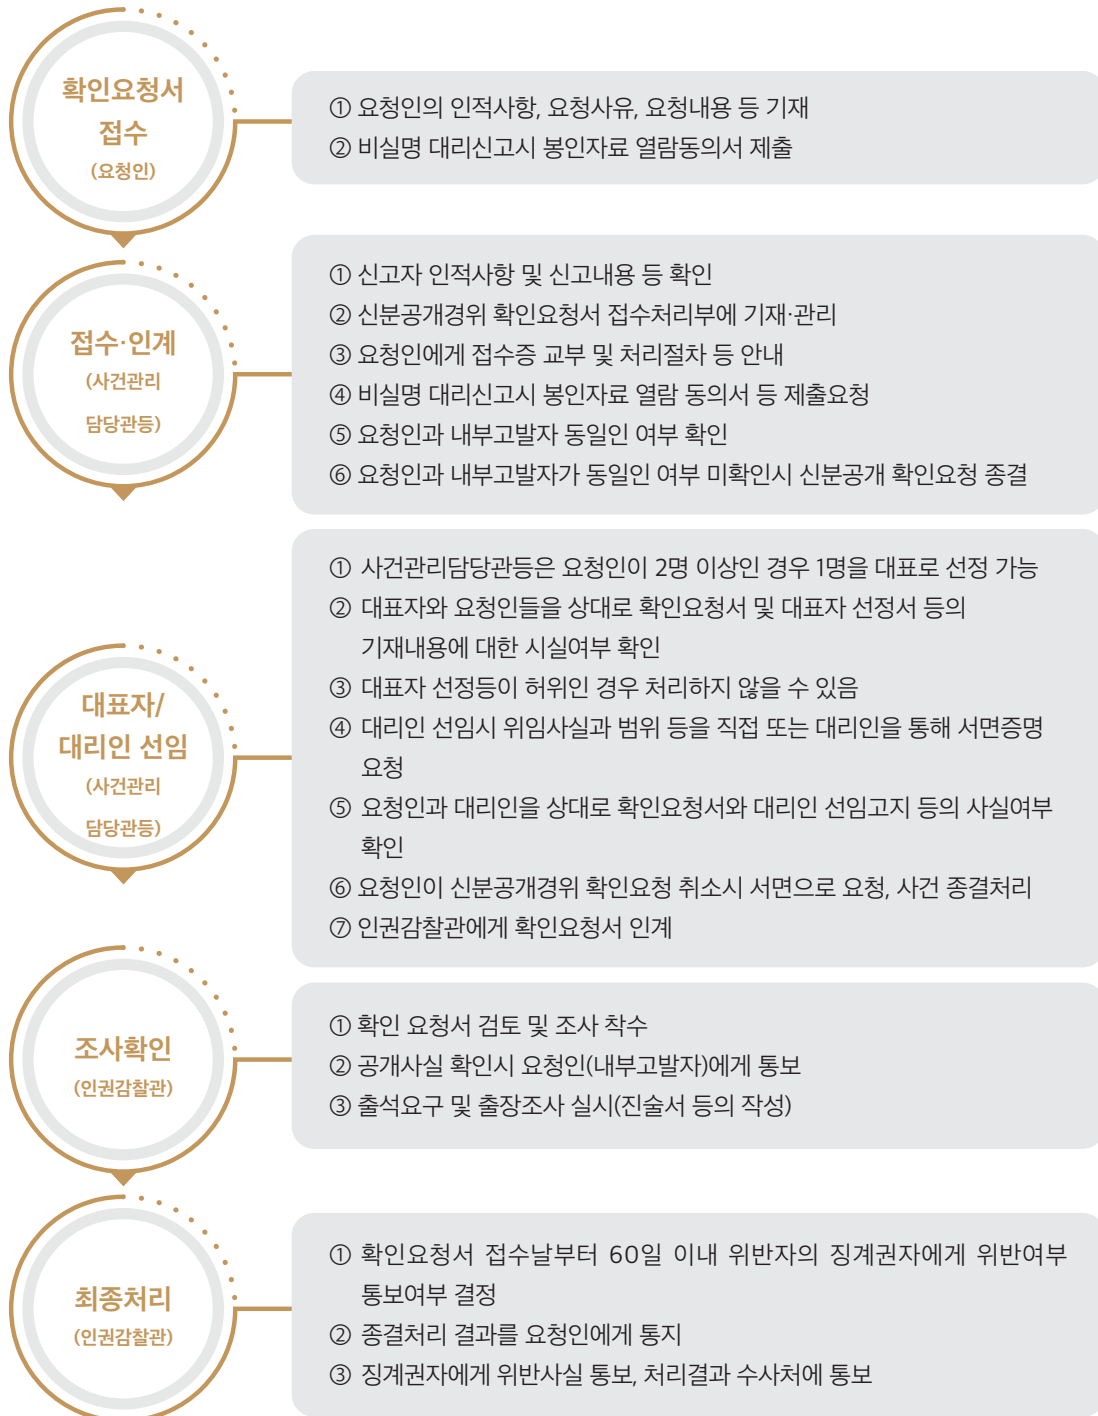 확인요청서
접수
(요청인)
① 요청인의 인적사항, 요청사유, 요청내용 등 기재
② 비실명 대리신고시 봉인자료 열람동의서 제출
접수·인계
(사건관리
담당관등)
① 신고자 인적사항 및 신고내용 등 확인
② 신분공개경위 확인요청서 접수처리부에 기재·관리
③ 요청인에게 접수증 교부 및 처리절차 등 안내
④ 비실명 대리신고시 봉인자료 열람 동의서 등 제출요청
⑤ 요청인과 내부고발자 동일인 여부 확인
⑥ 요청인과 내부고발자가 동일인 여부 미확인시 신분공개 확인요청 종결
대표자/
대리인 선임
(사건관리
담당관등)
① 사건관리담당관등은 요청인이 2명 이상인 경우 1명을 대표로 선정 가능
② 대표자와 요청인들을 상대로 확인요청서 및 대표자 선정서 등의
기재내용에 대한 시실여부 확인
③ 대표자 선정등이 허위인 경우 처리하지 않을 수 있음
④ 대리인 선임시 위임사실과 범위 등을 직접 또는 대리인을 통해 서면증명
요청
⑤ 요청인과 대리인을 상대로 확인요청서와 대리인 선임고지 등의 사실여부
확인
⑥ 요청인이 신분공개경위 확인요청 취소시 서면으로 요청, 사건 종결처리
⑦ 인권감찰관에게 확인요청서 인계
조사확인
(인권감찰관)
① 확인 요청서 검토 및 조사 착수
② 공개사실 확인시 요청인(내부고발자)에게 통보
③ 출석요구 및 출장조사 실시(진술서 등의 작성)
최종처리
(인권감찰관)
① 확인요청서 접수날부터 60일 이내 위반자의 징계권자에게 위반여부
통보여부 결정
② 종결처리 결과를 요청인에게 통지
③ 징계권자에게 위반사실 통보, 처리결과 수사처에 통보